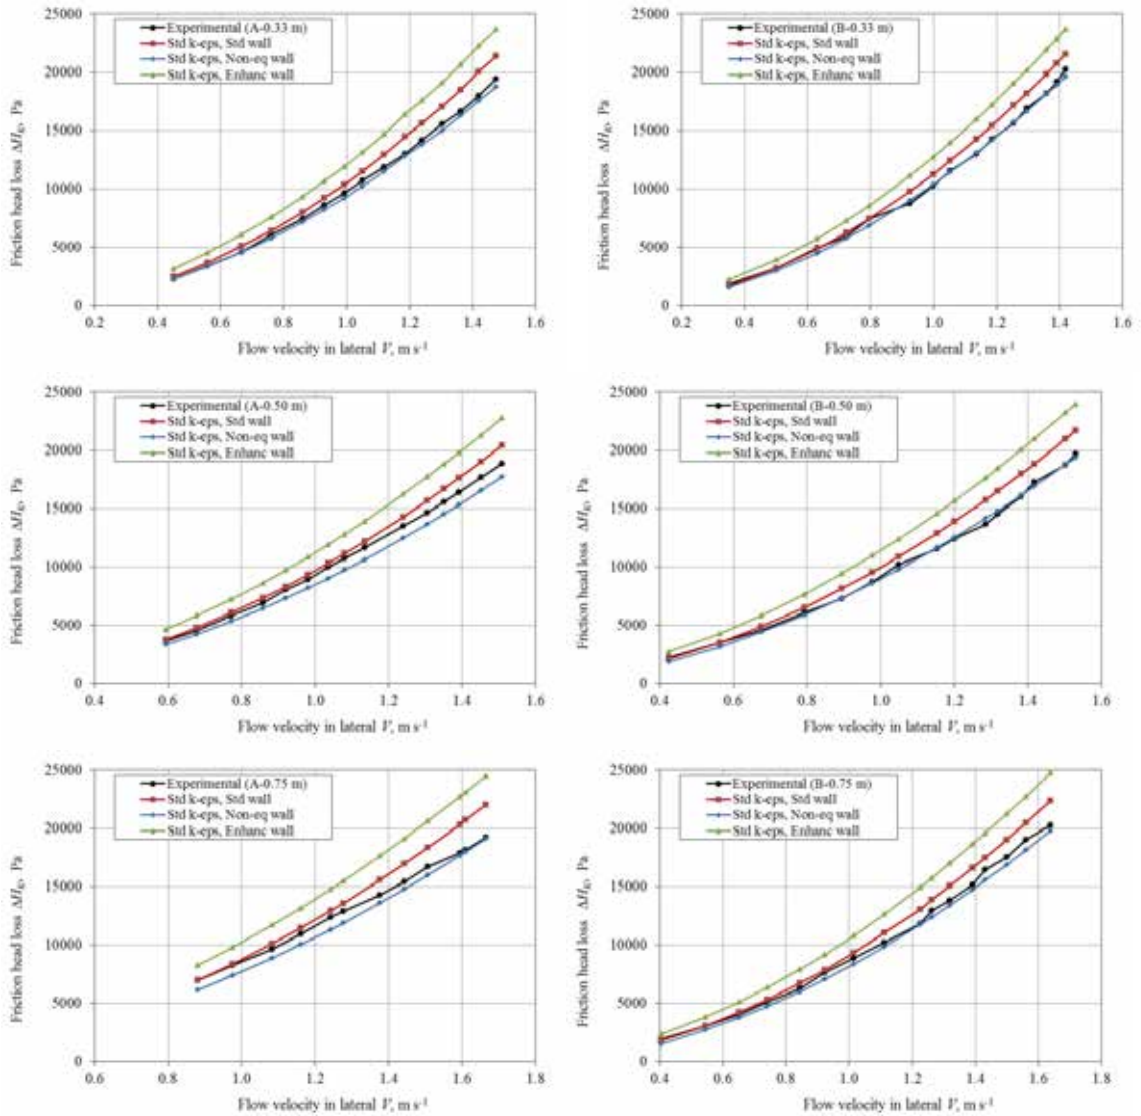 Friction head loss ΔH_g, Pa
25000
20000
15000
10000
5000
0
Experimental (A-0.33 m)
Std k-eps, Std wall
Std k-eps, Non-eq wall
Std k-eps, Enhanc wall
0.2 0.4 0.6 0.8 1.0 1.2 1.4 1.6
Flow velocity in lateral V, m s⁻¹
Friction head loss ΔH_g, Pa
25000
20000
15000
10000
5000
0
Experimental (B-0.33 m)
Std k-eps, Std wall
Std k-eps, Non-eq wall
Std k-eps, Enhanc wall
0.2 0.4 0.6 0.8 1.0 1.2 1.4 1.6
Flow velocity in lateral V, m s⁻¹
Friction head loss ΔH_g, Pa
25000
20000
15000
10000
5000
0
Experimental (A-0.50 m)
Std k-eps, Std wall
Std k-eps, Non-eq wall
Std k-eps, Enhanc wall
0.4 0.6 0.8 1.0 1.2 1.4 1.6
Flow velocity in lateral V, m s⁻¹
Friction head loss ΔH_g, Pa
25000
20000
15000
10000
5000
0
Experimental (B-0.50 m)
Std k-eps, Std wall
Std k-eps, Non-eq wall
Std k-eps, Enhanc wall
0.4 0.6 0.8 1.0 1.2 1.4 1.6
Flow velocity in lateral V, m s⁻¹
Friction head loss ΔH_g, Pa
25000
20000
15000
10000
5000
0
Experimental (A-0.75 m)
Std k-eps, Std wall
Std k-eps, Non-eq wall
Std k-eps, Enhanc wall
0.6 0.8 1.0 1.2 1.4 1.6 1.8
Flow velocity in lateral V, m s⁻¹
Friction head loss ΔH_g, Pa
25000
20000
15000
10000
5000
0
Experimental (B-0.75 m)
Std k-eps, Std wall
Std k-eps, Non-eq wall
Std k-eps, Enhanc wall
0.4 0.6 0.8 1.0 1.2 1.4 1.6 1.8
Flow velocity in lateral V, m s⁻¹